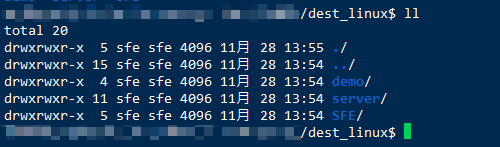 /dest_linux$ ll
total 20
drwxrwxr-x 5 sfe sfe 4096 11月 28 13:55 ./
drwxrwxr-x 15 sfe sfe 4096 11月 28 13:54 ../
drwxrwxr-x 4 sfe sfe 4096 11月 28 13:54 demo/
drwxrwxr-x 11 sfe sfe 4096 11月 28 13:54 server/
drwxrwxr-x 5 sfe sfe 4096 11月 28 13:54 SFE/
/dest_linux$